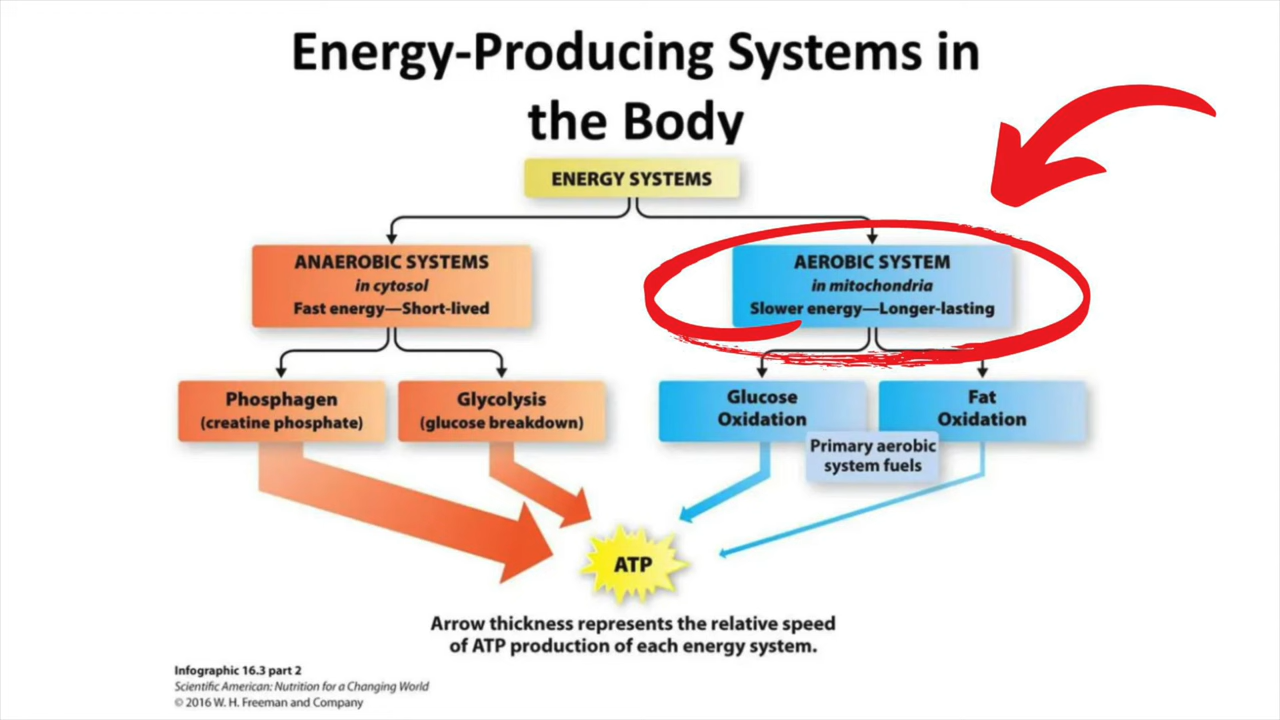 Energy-Producing Systems in
the Body
ENERGY SYSTEMS
ANAEROBIC SYSTEMS
in cytosol
Fast energy—Short-lived
AEROBIC SYSTEM
in mitochondria
Slower energy—Longer-lasting
Phosphagen
(creatine phosphate)
Glycolysis
(glucose breakdown)
Glucose
Oxidation
Fat
Oxidation
Primary aerobic
system fuels
ATP
Arrow thickness represents the relative speed
of ATP production of each energy system.
Infographic 16.3 part 2
Scientific American: Nutrition for a Changing World
© 2016 W. H. Freeman and Company